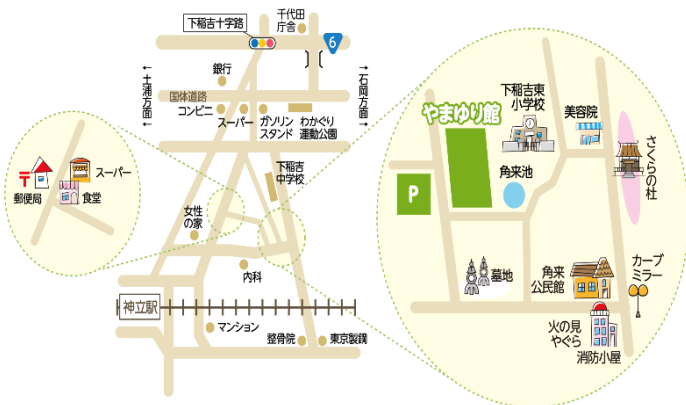 下稲吉十字路
千代田
庁舎
6
銀行
←土浦方面→
→石岡方面→
国体道路
コンビニ
スーパー
ガソリン
スタンド
わかぐり
運動公園
下稲吉
中学校
女性
の家
内科
神立駅
マンション
整骨院
東京製鋼
〒
郵便局
スーパー
食堂
やまゆり館
下稲吉東
小学校
美容院
さくらの杜
P
角来池
墓地
角来
公民館
カーブ
ミラー
火の見
やぐら
消防小屋